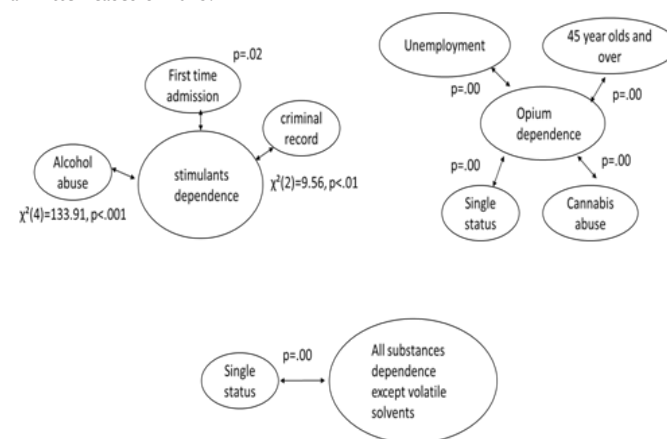 First time
admission
p=.02
criminal
record
Alcohol
abuse
stimulants
dependence
χ²(2)=9.56, p<.01
χ²(4)=133.91, p<.001
Unemployment
45 year olds and
over
p=.00
p=.00
Opium
dependence
p=.00
p=.00
Single
status
Cannabis
abuse
Single
status
p=.00
All substances
dependence
except volatile
solvents